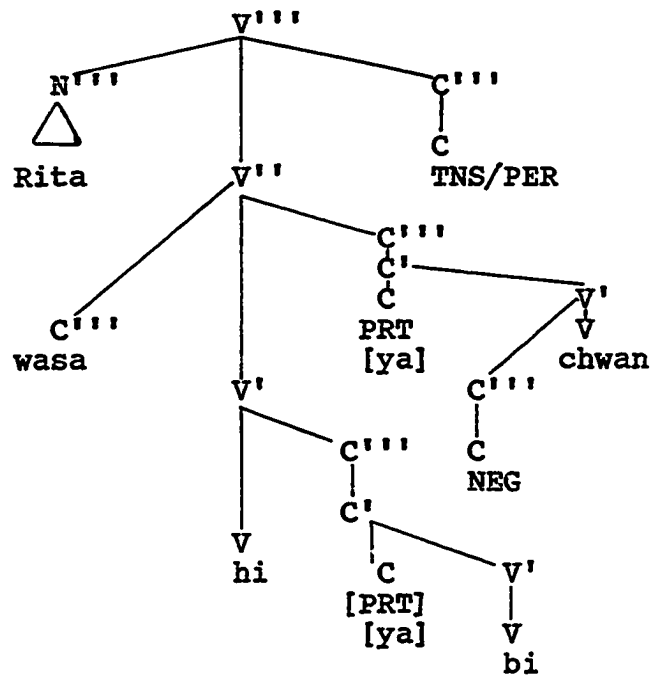 V'''
N''' C'''
C
Rita V'' TNS/PER
C'''
C' V'
C''' C V
wasa PRT chwan
[ya]
V' C'''
C'''
C
NEG
C'
V C V'
hi [PRT]
[ya] V
bi